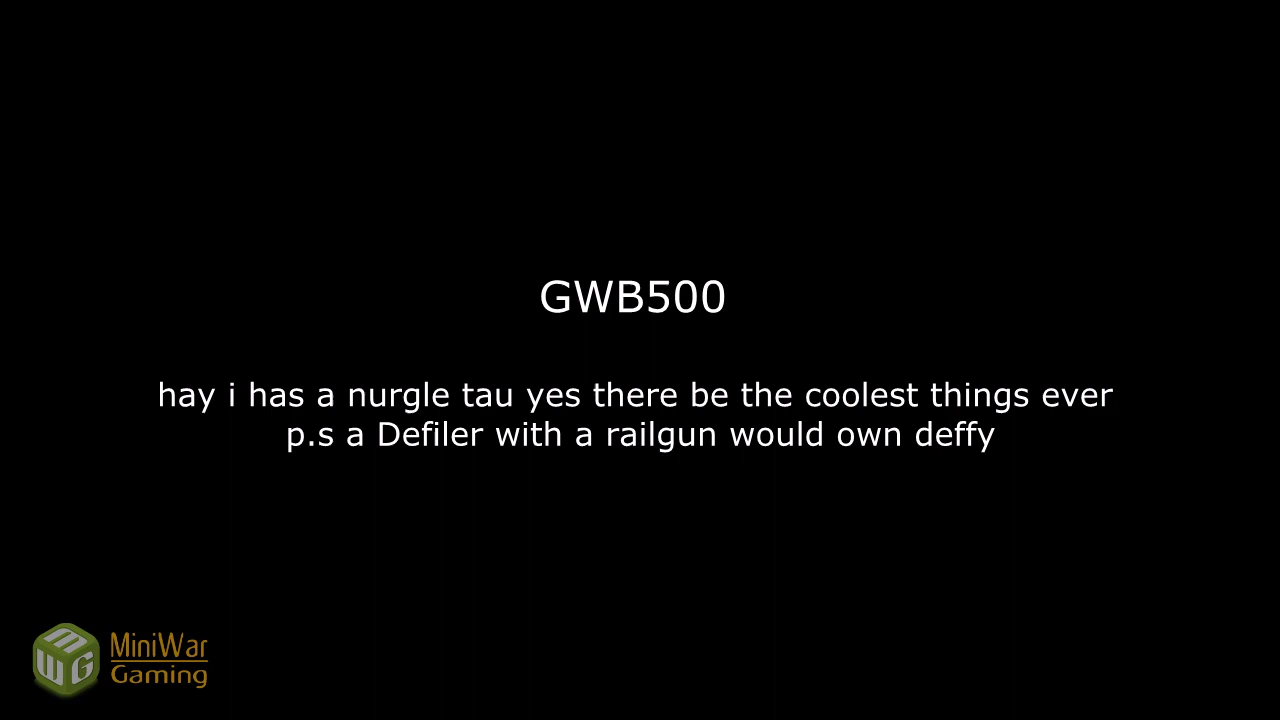 GWB500
hay i has a nurgle tau yes there be the coolest things ever
p.s a Defiler with a railgun would own deffy
MWG
MiniWar
Gaming